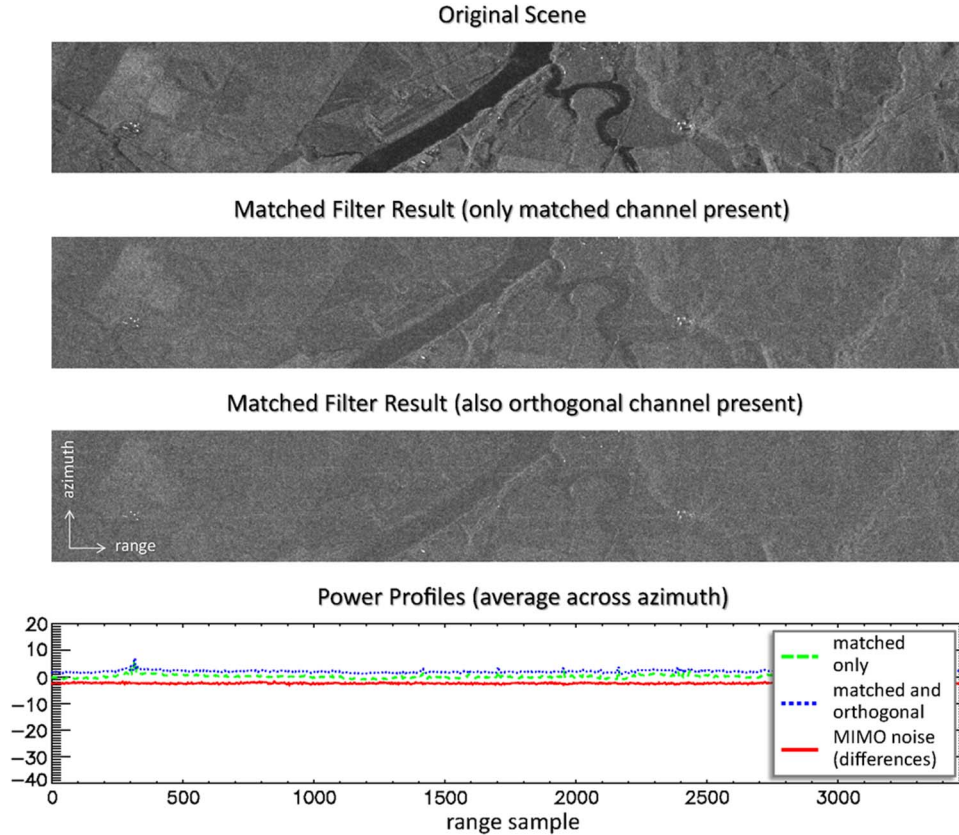 Original Scene
Matched Filter Result (only matched channel present)
Matched Filter Result (also orthogonal channel present)
azimuth
range
Power Profiles (average across azimuth)
20
10
0
−10
−20
−30
−40
matched
only
matched and
orthogonal
MIMO noise
(differences)
0 500 1000 1500 2000 2500 3000
range sample